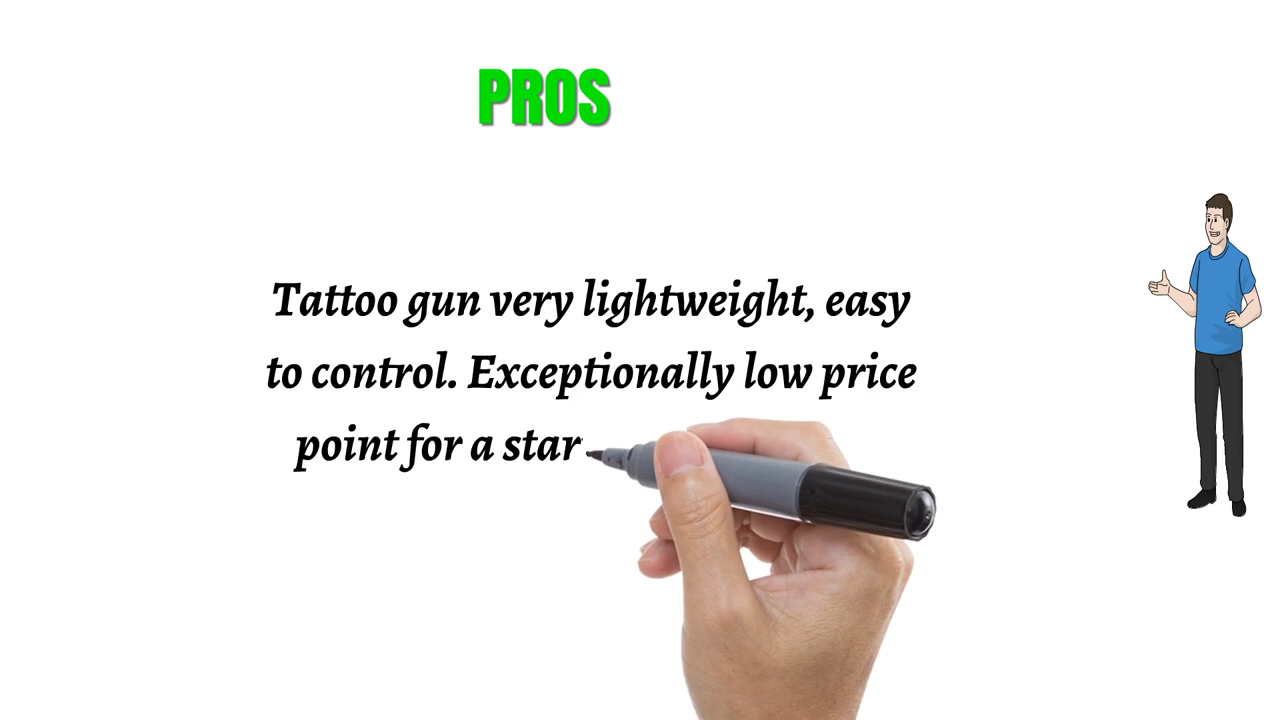 PROS
Tattoo gun very lightweight, easy
to control. Exceptionally low price
point for a star